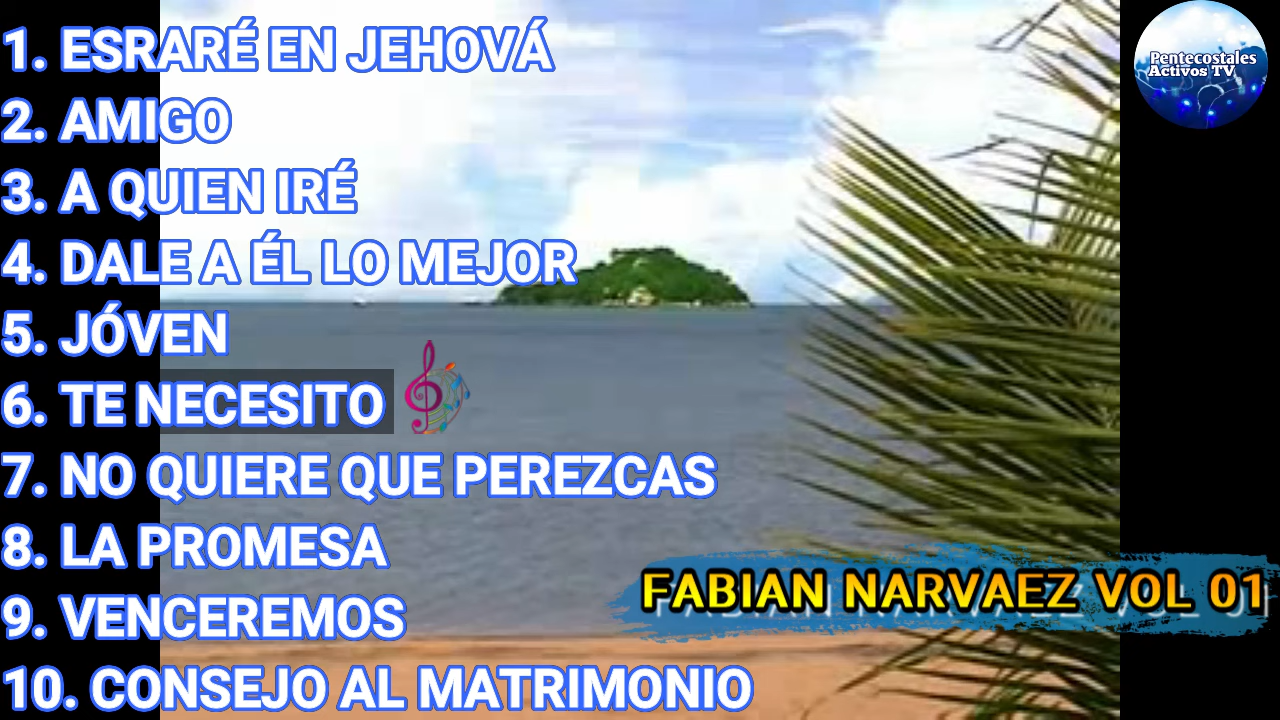 1. ESRARÉ EN JEHOVÁ
2. AMIGO
3. A QUIEN IRÉ
4. DALE A ÉL LO MEJOR
5. JÓVEN
6. TE NECESITO
7. NO QUIERE QUE PEREZCAS
8. LA PROMESA
9. VENCEREMOS
10. CONSEJO AL MATRIMONIO
Pentecostales
Activos TV
FABIAN NARVAEZ VOL 01